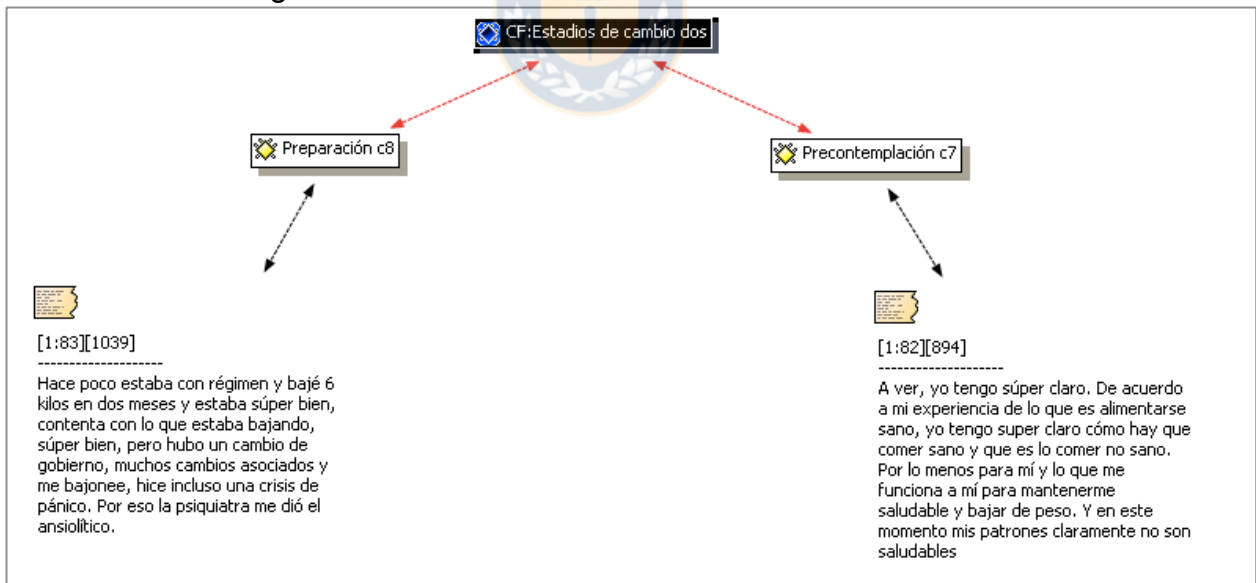 CF:Estadios de cambio dos
Preparación c8
Precontemplación c7
[1:83][1039]
--------------------
Hace poco estaba con régimen y bajé 6
kilos en dos meses y estaba súper bien,
contenta con lo que estaba bajando,
súper bien, pero hubo un cambio de
gobierno, muchos cambios asociados y
me bajonee, hice incluso una crisis de
pánico. Por eso la psiquiatra me dió el
ansiolítico.
[1:82][894]
--------------------
A ver, yo tengo súper claro. De acuerdo
a mi experiencia de lo que es alimentarse
sano, yo tengo super claro cómo hay que
comer sano y que es lo comer no sano.
Por lo menos para mí y lo que me
funciona a mí para mantenerme
saludable y bajar de peso. Y en este
momento mis patrones claramente no son
saludables